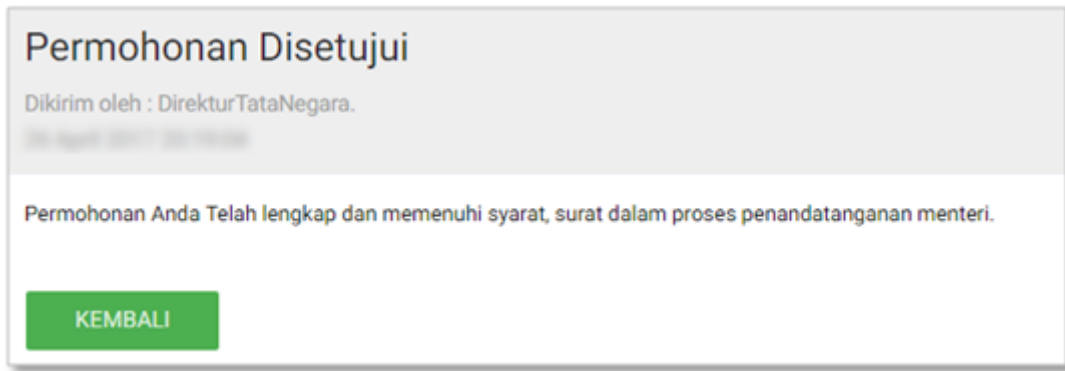 Permohonan Disetujui
Dikirim oleh : DirekturTataNegara.
Permohonan Anda Telah lengkap dan memenuhi syarat, surat dalam proses penandatanganan menteri.
KEMBALI